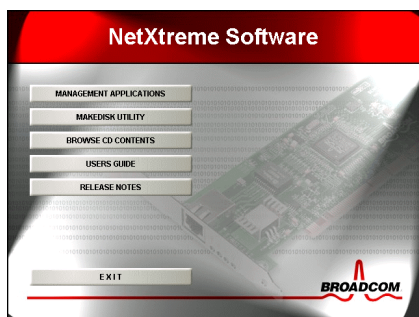 NetXtreme Software
MANAGEMENT APPLICATIONS
MAKEDISK UTILITY
BROWSE CD CONTENTS
USERS GUIDE
RELEASE NOTES
EXIT
BROADCOM